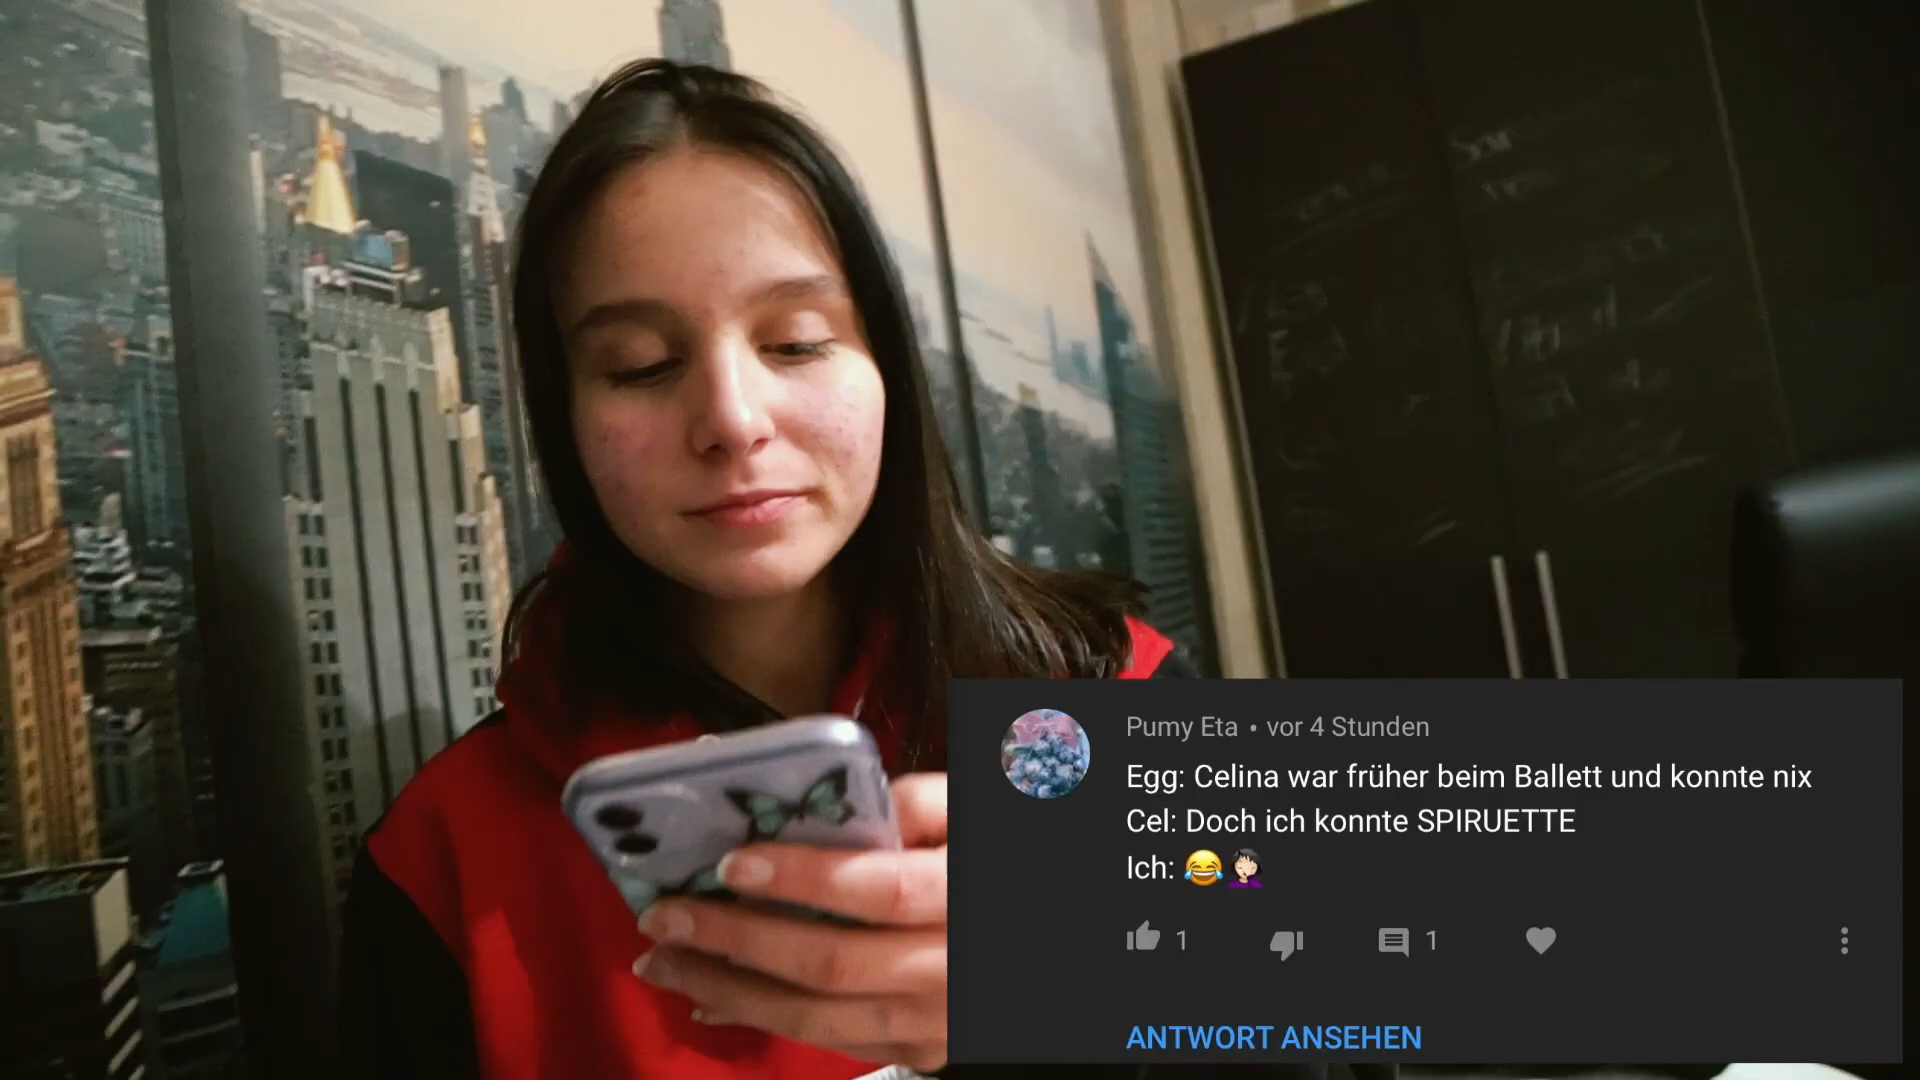 Pumy Eta • vor 4 Stunden
Egg: Celina war früher beim Ballett und konnte nix
Cel: Doch ich konnte SPIRUETTE
Ich: 😂🤦🏻‍♀️
1
1
ANTWORT ANSEHEN